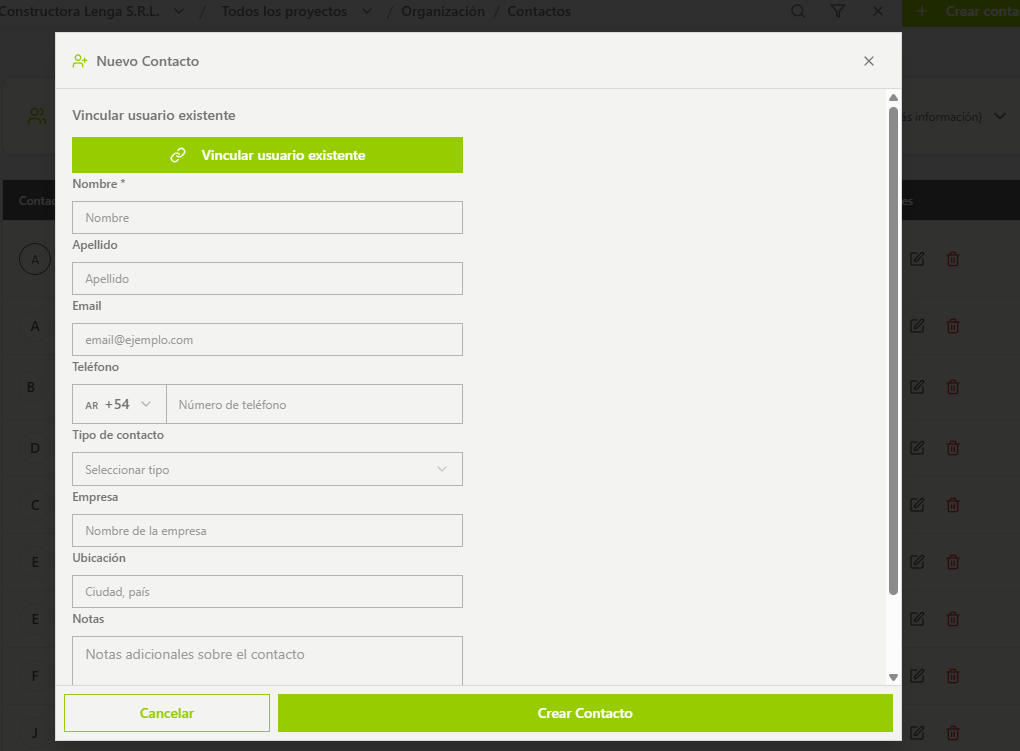 Constructora Lenga S.R.L. / Todos los proyectos / Organización / Contactos
Crear conta
Nuevo Contacto
Vincular usuario existente
Vincular usuario existente
Nombre *
Nombre
Apellido
Apellido
Email
email@ejemplo.com
Teléfono
AR +54 Número de teléfono
Tipo de contacto
Seleccionar tipo
Empresa
Nombre de la empresa
Ubicación
Ciudad, país
Notas
Notas adicionales sobre el contacto
Cancelar
Crear Contacto
ás información)
Contac
es
A
A
B
D
C
E
E
F
J